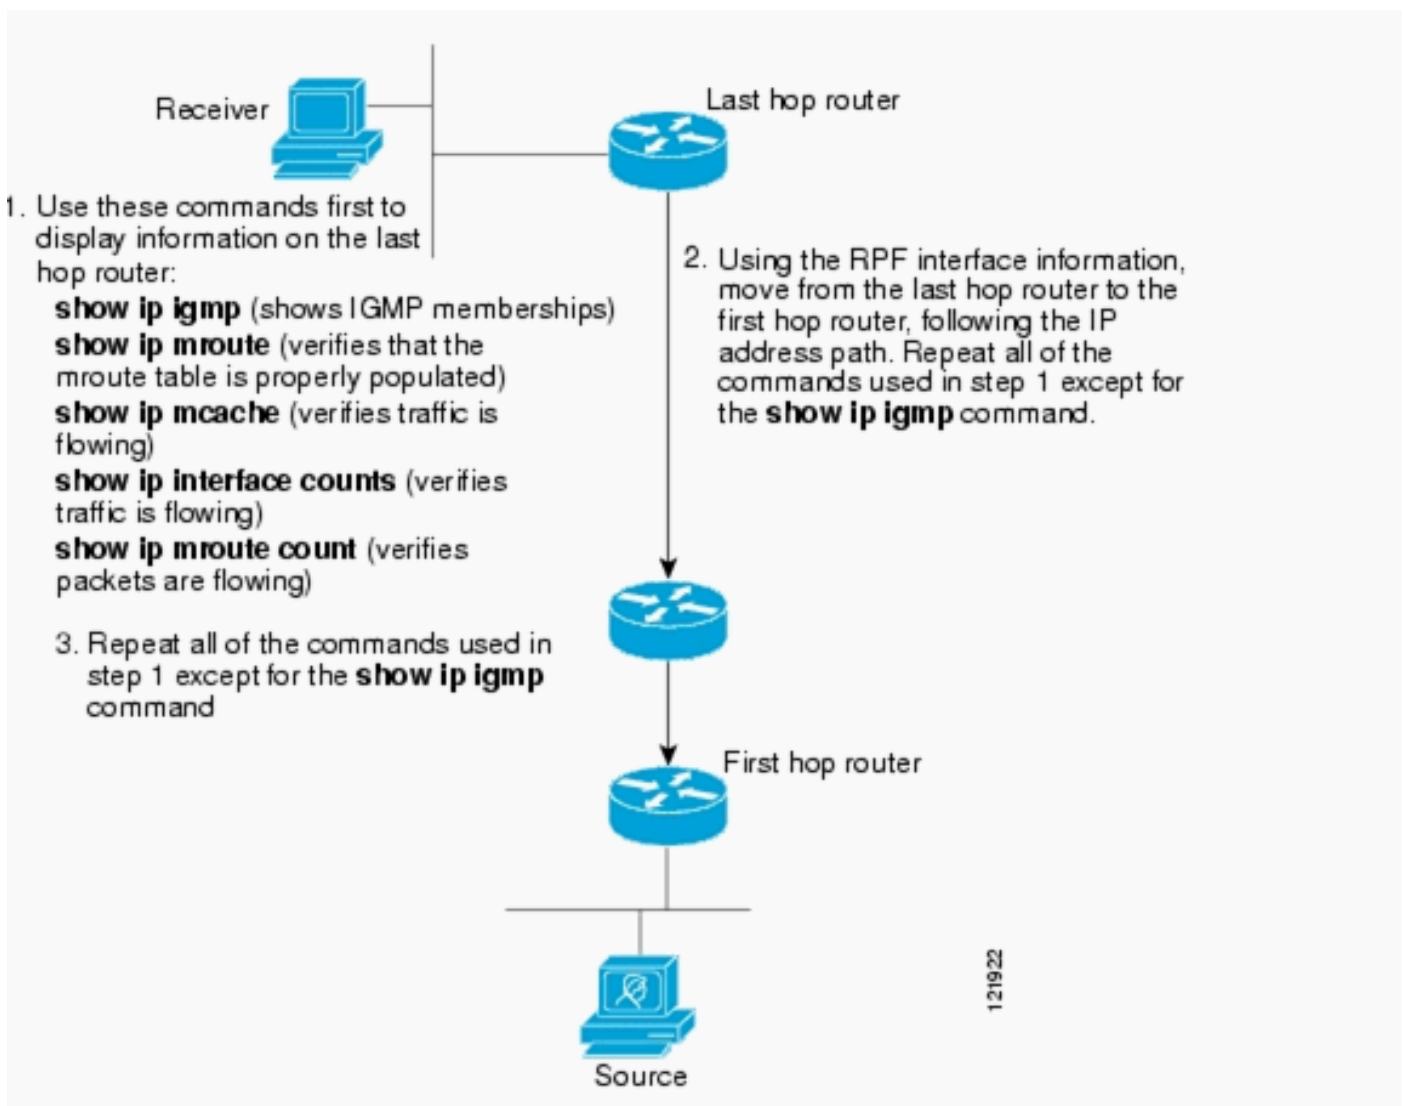 Receiver
Last hop router
1. Use these commands first to
display information on the last
hop router:
show ip igmp (shows IGMP memberships)
show ip mroute (verifies that the
mroute table is properly populated)
show ip mcache (verifies traffic is
flowing)
show ip interface counts (verifies
traffic is flowing)
show ip mroute count (verifies
packets are flowing)
2. Using the RPF interface information,
move from the last hop router to the
first hop router, following the IP
address path. Repeat all of the
commands used in step 1 except for
the show ip igmp command.
3. Repeat all of the commands used in
step 1 except for the show ip igmp
command
First hop router
Source
121922